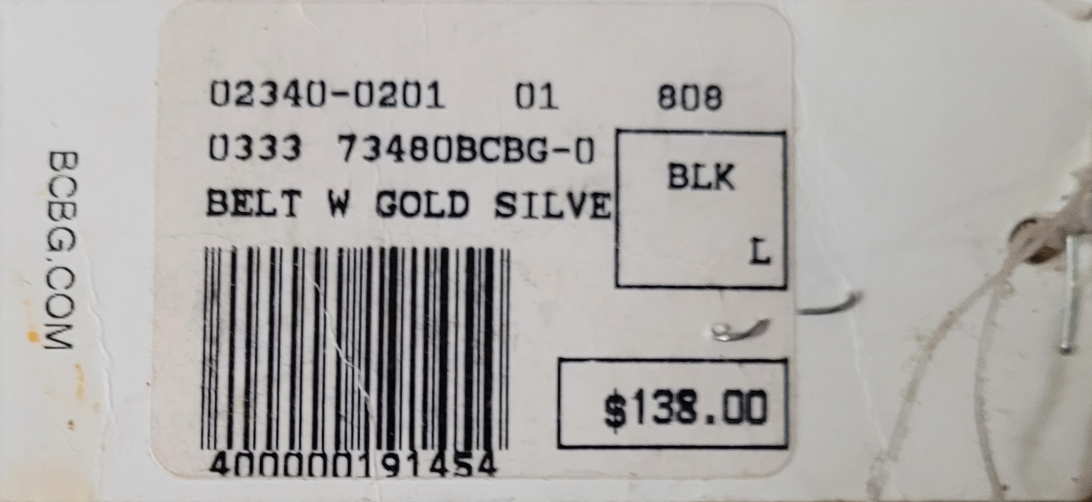 BCBG.COM
02340-0201 01 808
0333 73480BCBG-0
BELT W GOLD SILVE
BLK
L
$138.00
400000191454